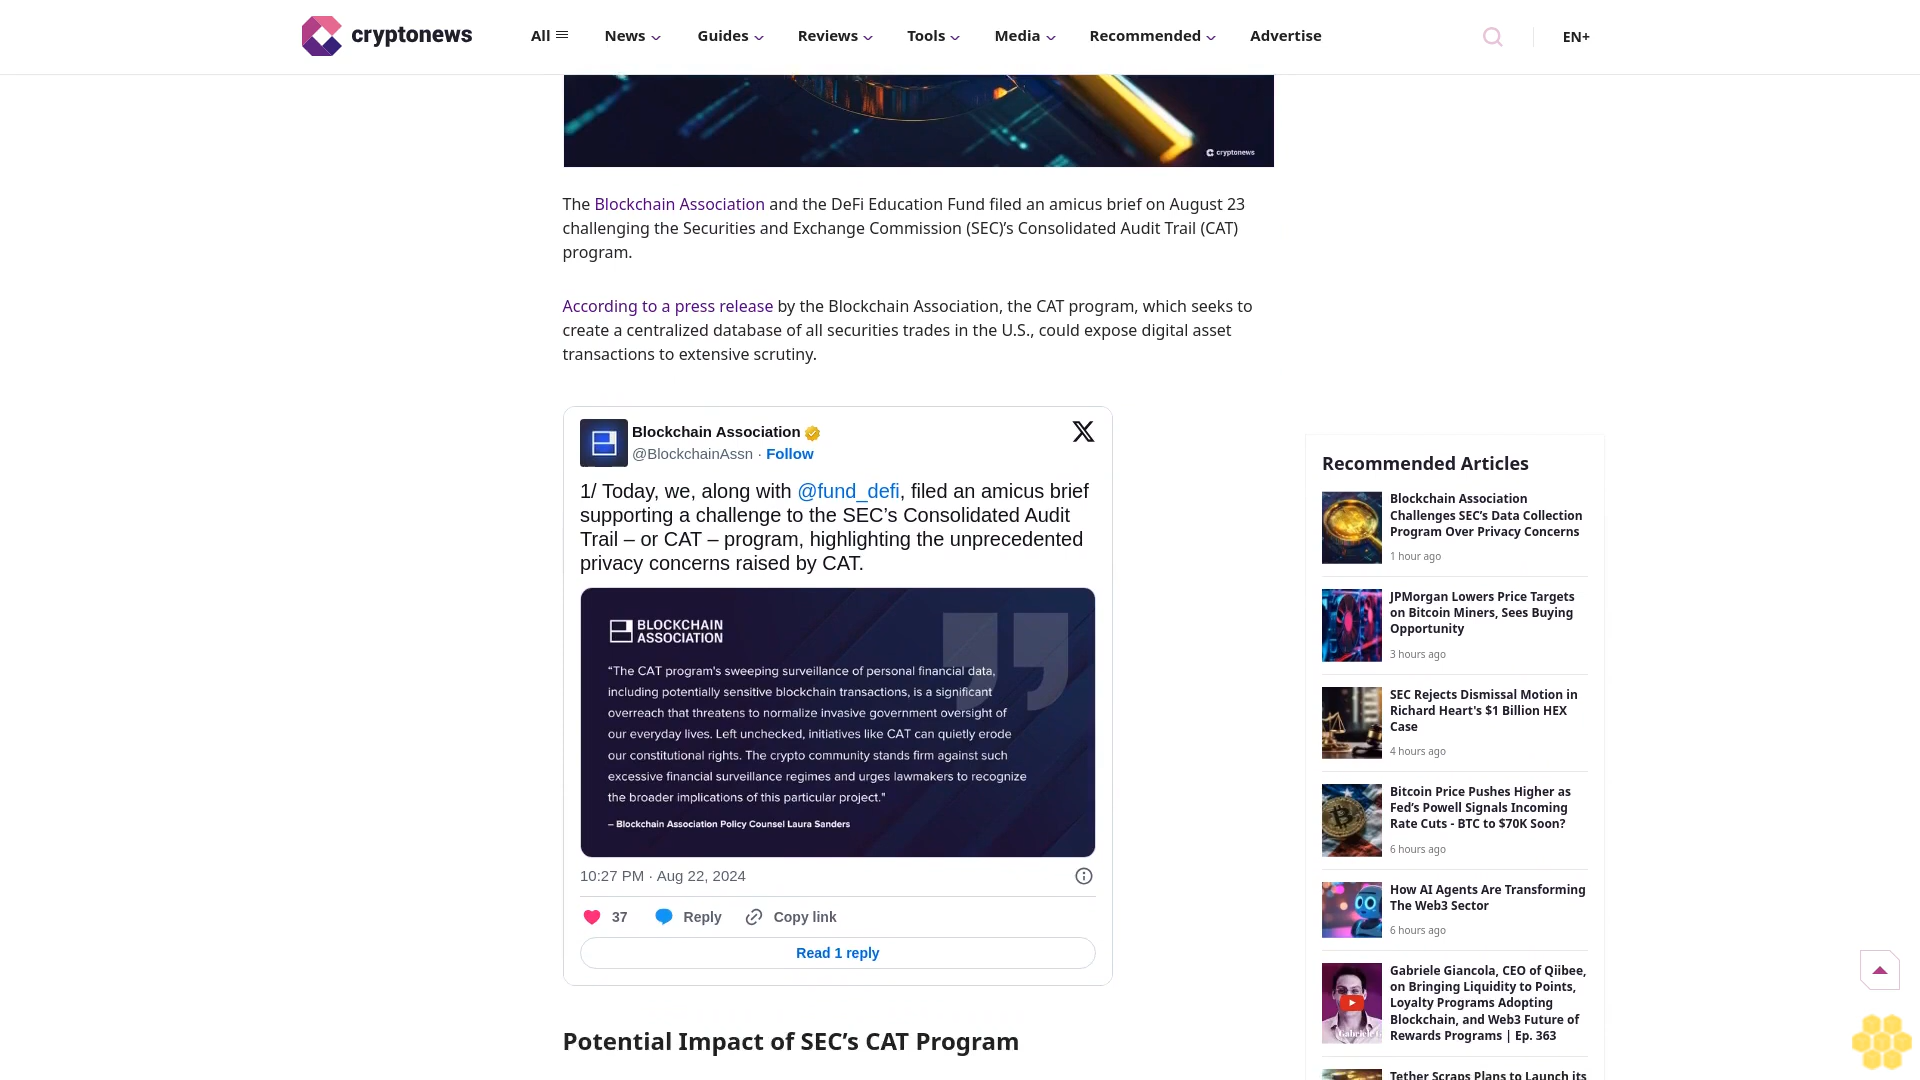 cryptonews
All
News
Guides
Reviews
Tools
Media
Recommended
Advertise
EN+
cryptonews
The Blockchain Association and the DeFi Education Fund filed an amicus brief on August 23
challenging the Securities and Exchange Commission (SEC)’s Consolidated Audit Trail (CAT)
program.
According to a press release by the Blockchain Association, the CAT program, which seeks to
create a centralized database of all securities trades in the U.S., could expose digital asset
transactions to extensive scrutiny.
Blockchain Association
@BlockchainAssn · Follow
1/ Today, we, along with @fund_defi, filed an amicus brief
supporting a challenge to the SEC’s Consolidated Audit
Trail – or CAT – program, highlighting the unprecedented
privacy concerns raised by CAT.
BLOCKCHAIN
ASSOCIATION
“The CAT program's sweeping surveillance of personal financial data,
including potentially sensitive blockchain transactions, is a significant
overreach that threatens to normalize invasive government oversight of
our everyday lives. Left unchecked, initiatives like CAT can quietly erode
our constitutional rights. The crypto community stands firm against such
excessive financial surveillance regimes and urges lawmakers to recognize
the broader implications of this particular project."
– Blockchain Association Policy Counsel Laura Sanders
10:27 PM · Aug 22, 2024
37
Reply
Copy link
Read 1 reply
Potential Impact of SEC’s CAT Program
Recommended Articles
Blockchain Association
Challenges SEC’s Data Collection
Program Over Privacy Concerns
1 hour ago
JPMorgan Lowers Price Targets
on Bitcoin Miners, Sees Buying
Opportunity
3 hours ago
SEC Rejects Dismissal Motion in
Richard Heart's $1 Billion HEX
Case
4 hours ago
Bitcoin Price Pushes Higher as
Fed’s Powell Signals Incoming
Rate Cuts - BTC to $70K Soon?
6 hours ago
How AI Agents Are Transforming
The Web3 Sector
6 hours ago
Gabriele Giancola, CEO of Qiibee,
on Bringing Liquidity to Points,
Loyalty Programs Adopting
Blockchain, and Web3 Future of
Rewards Programs | Ep. 363
Tether Scraps Plans to Launch its